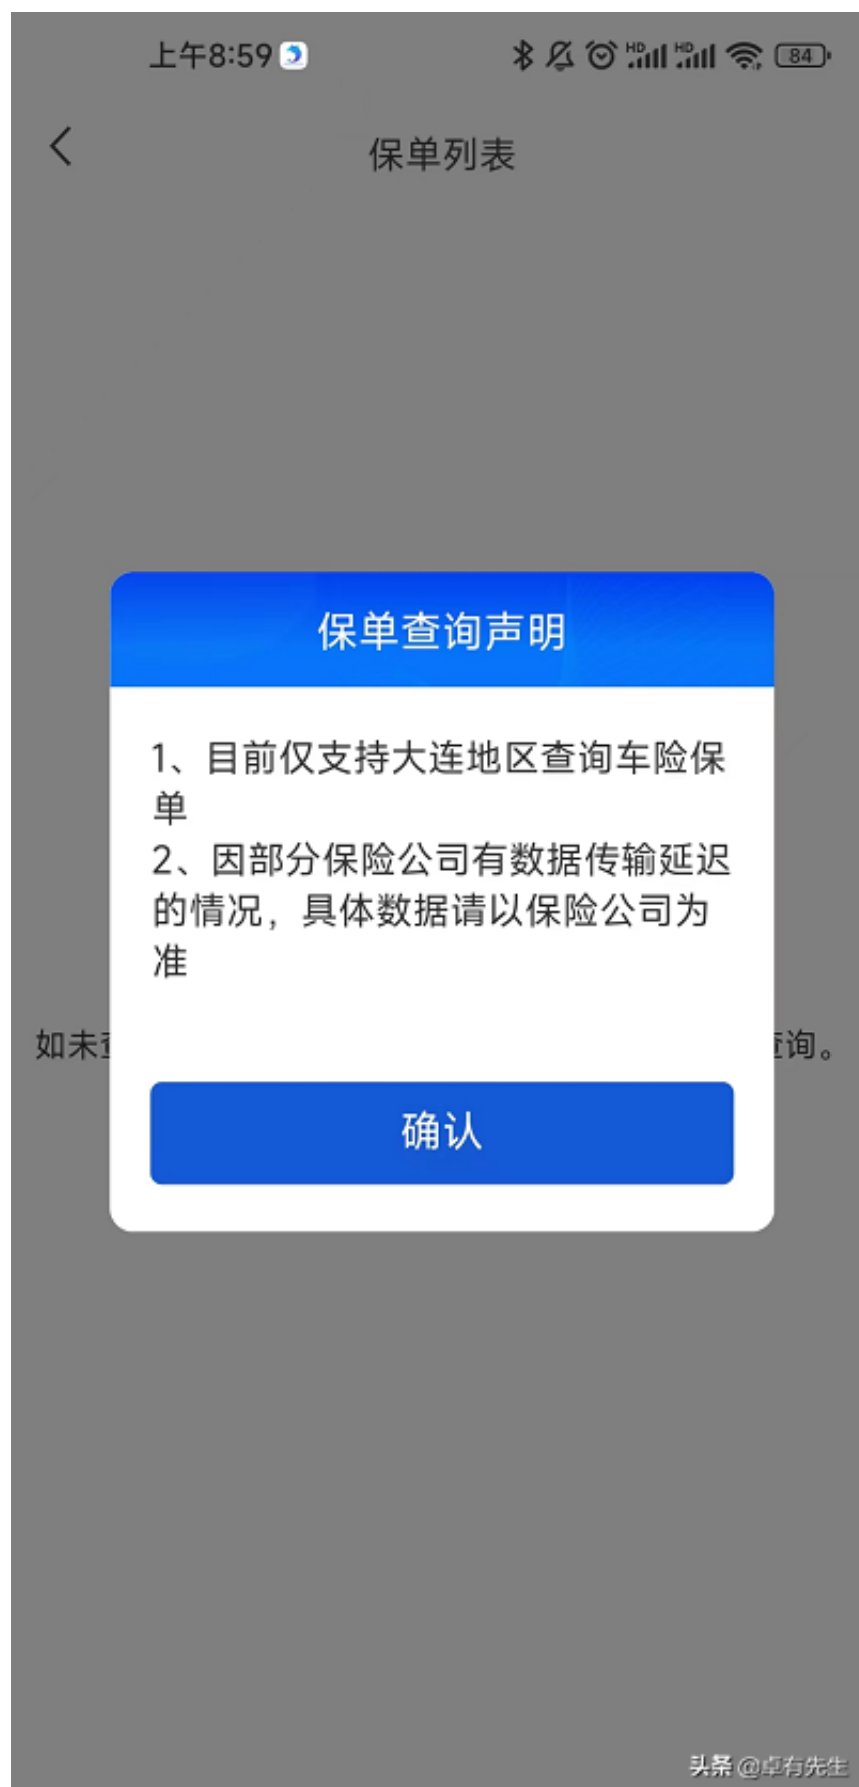 上午8:59
HD HD 84
保单列表
保单查询声明
1、目前仅支持大连地区查询车险保
单
2、因部分保险公司有数据传输延迟
的情况，具体数据请以保险公司为
准
如未 询。
确认
头条 @卓有先生